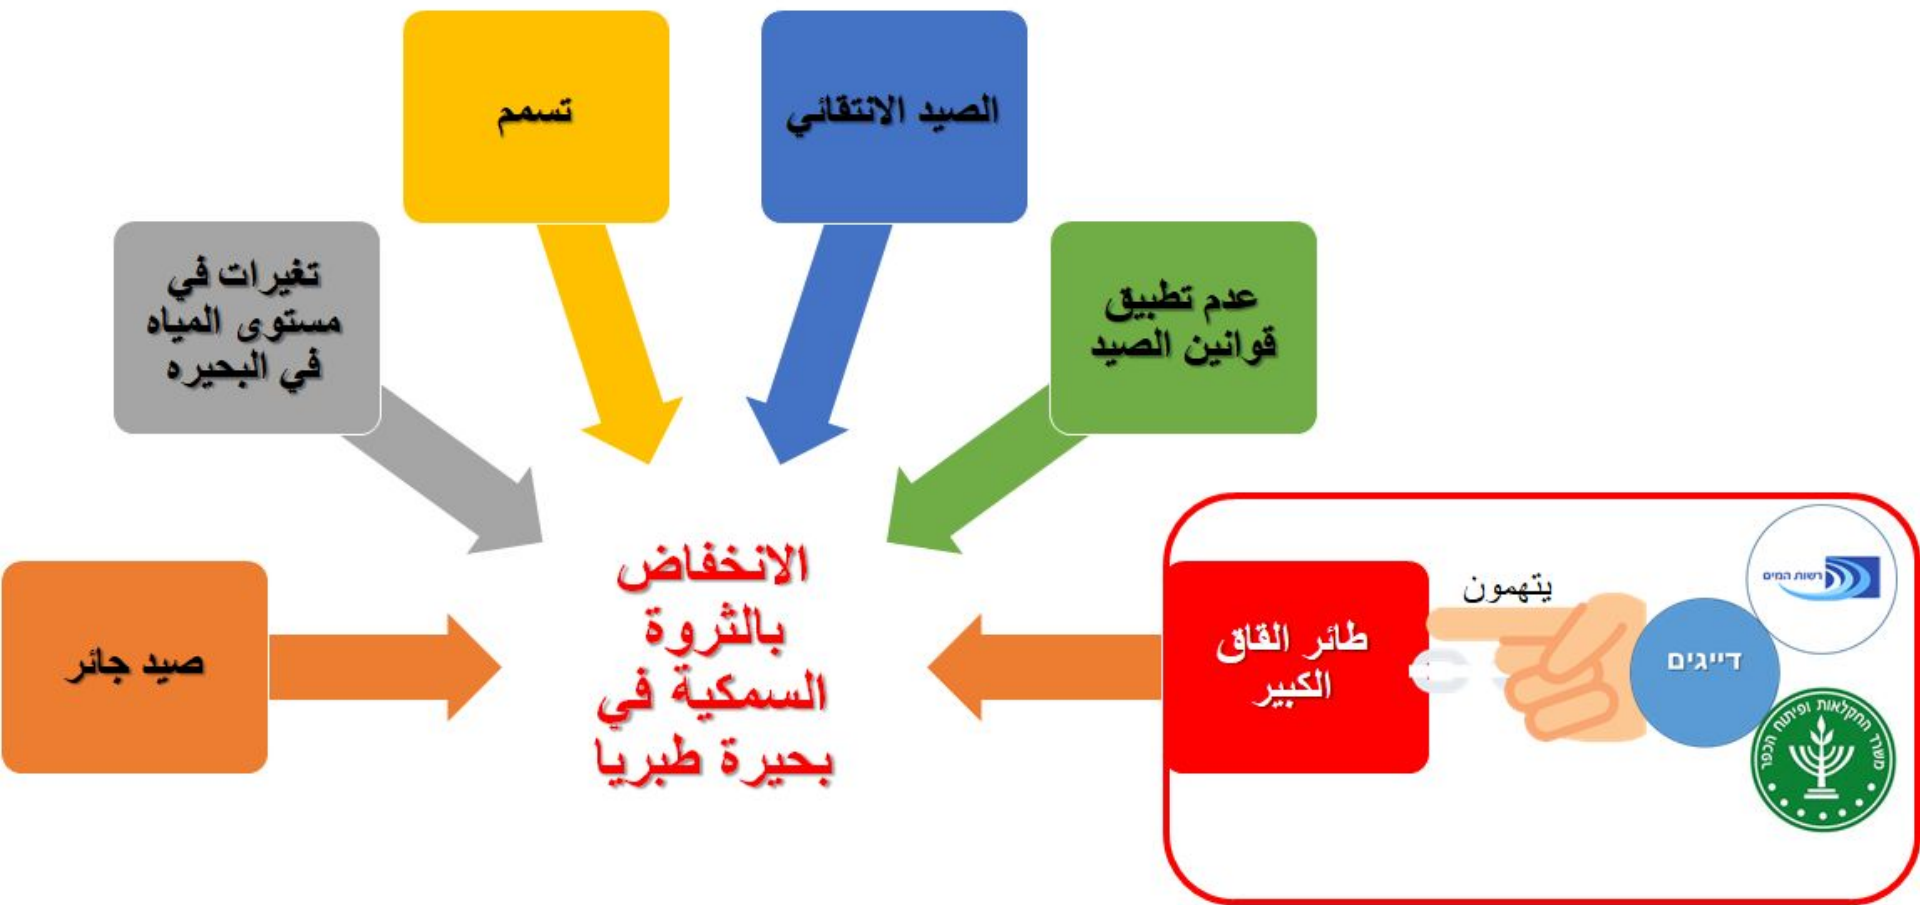 تسمم
الصيد الانتقائي
تغيرات في
مستوى المياه
في البحيره
عدم تطبيق
قوانين الصيد
صيد جائر
الانخفاض
بالثروة
السمكية في
بحيرة طبريا
طائر القاق
الكبير
يتهمون
דייגים
רשות המים
משרד החקלאות ופיתוח הכפר